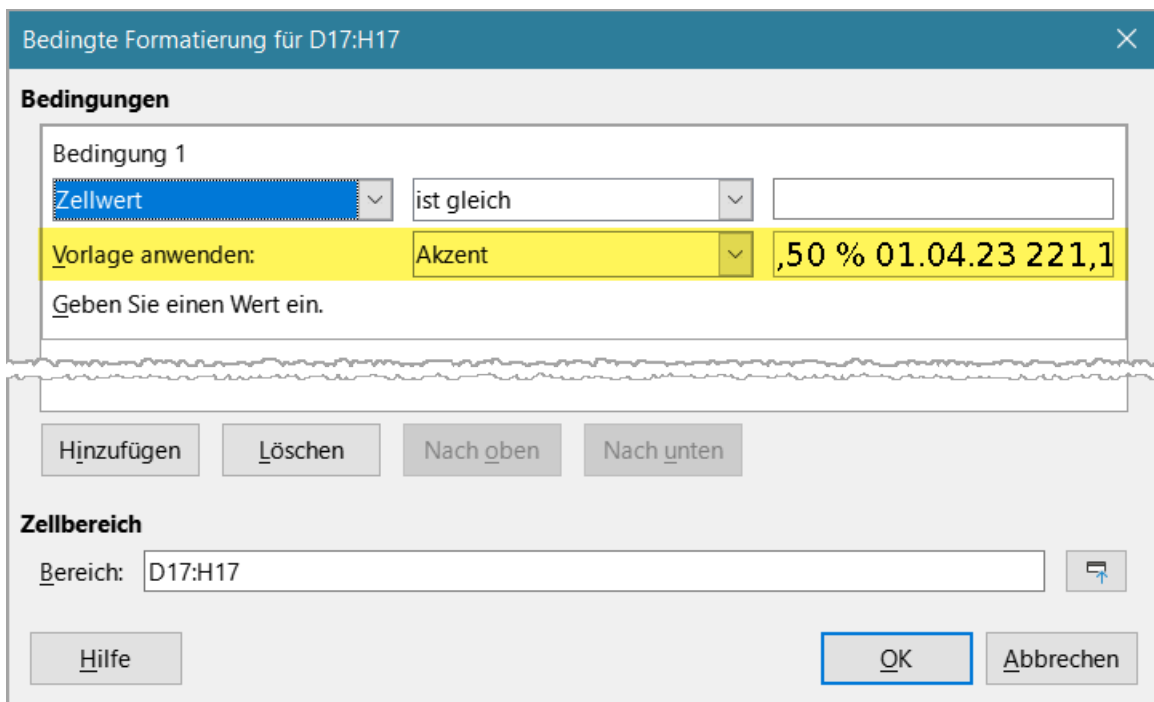 Bedingte Formatierung für D17:H17
Bedingungen
Bedingung 1
Zellwert ist gleich
Vorlage anwenden: Akzent ,50 % 01.04.23 221,1
Geben Sie einen Wert ein.
Hinzufügen Löschen Nach oben Nach unten
Zellbereich
Bereich: D17:H17
Hilfe OK Abbrechen